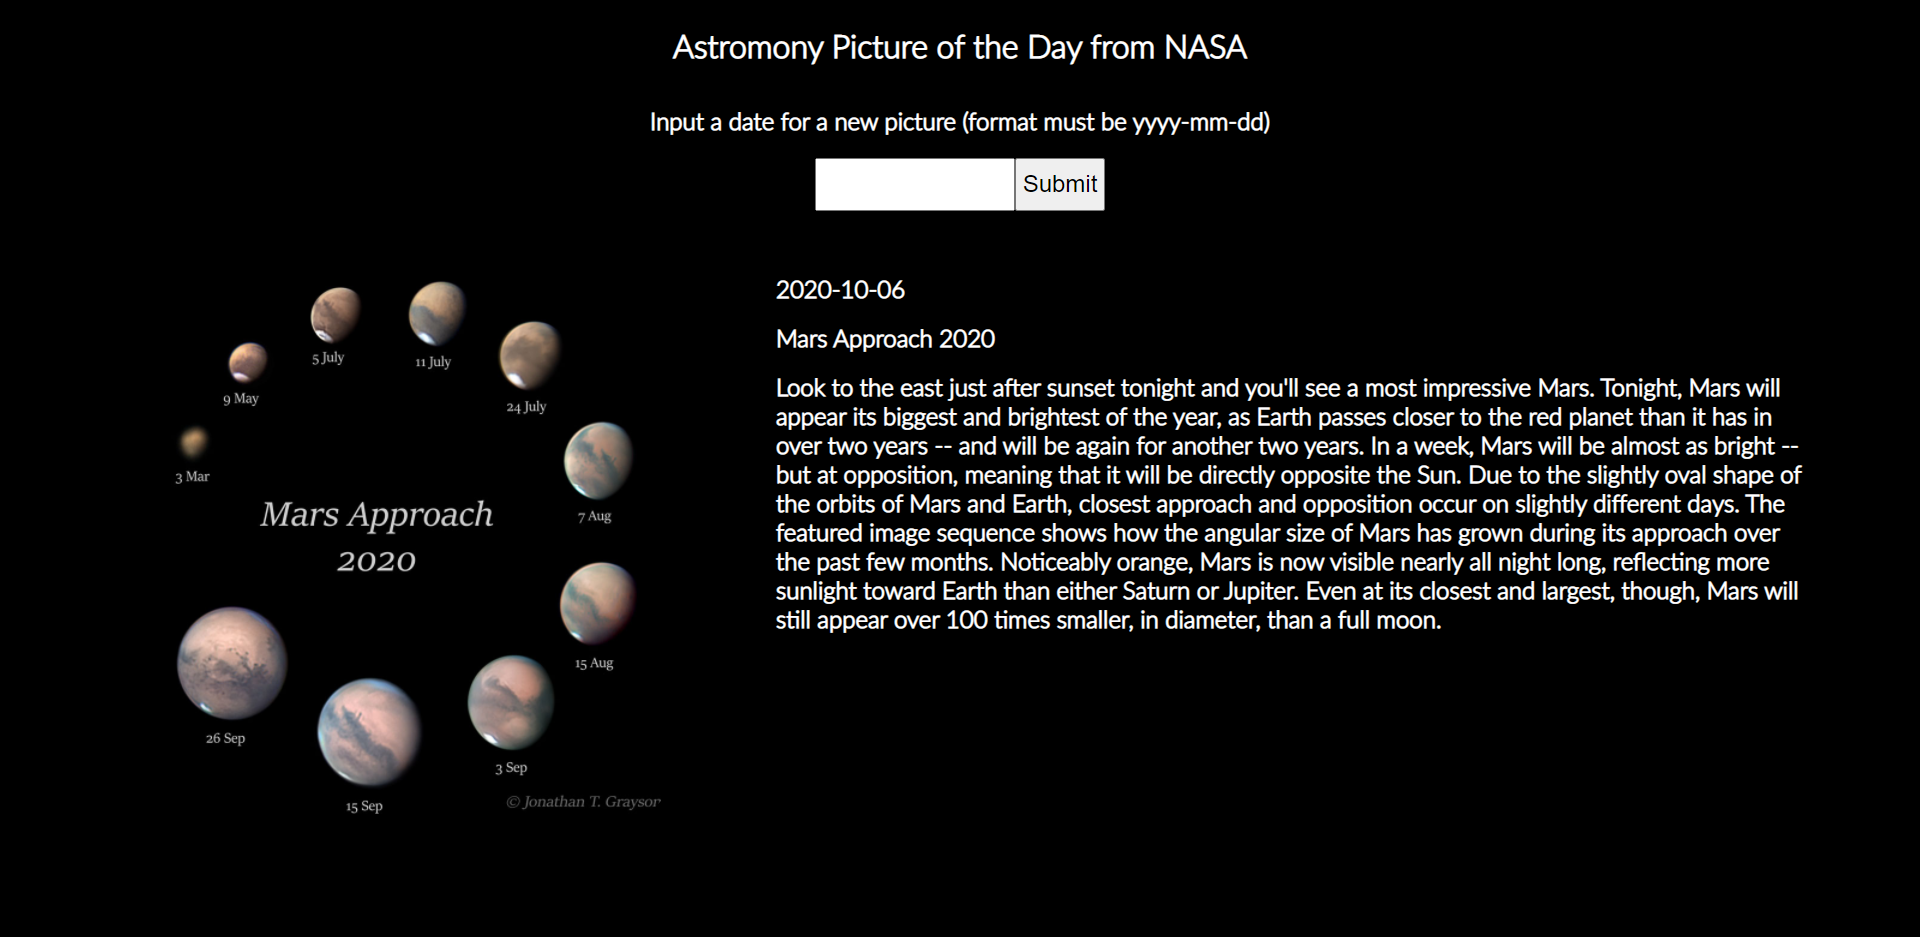 Astromony Picture of the Day from NASA
Input a date for a new picture (format must be yyyy-mm-dd)
Submit
5 July
11 July
9 May
24 July
3 Mar
7 Aug
Mars Approach
2020
15 Aug
26 Sep
3 Sep
15 Sep
© Jonathan T. Graysor
2020-10-06
Mars Approach 2020
Look to the east just after sunset tonight and you'll see a most impressive Mars. Tonight, Mars will
appear its biggest and brightest of the year, as Earth passes closer to the red planet than it has in
over two years -- and will be again for another two years. In a week, Mars will be almost as bright --
but at opposition, meaning that it will be directly opposite the Sun. Due to the slightly oval shape of
the orbits of Mars and Earth, closest approach and opposition occur on slightly different days. The
featured image sequence shows how the angular size of Mars has grown during its approach over
the past few months. Noticeably orange, Mars is now visible nearly all night long, reflecting more
sunlight toward Earth than either Saturn or Jupiter. Even at its closest and largest, though, Mars will
still appear over 100 times smaller, in diameter, than a full moon.